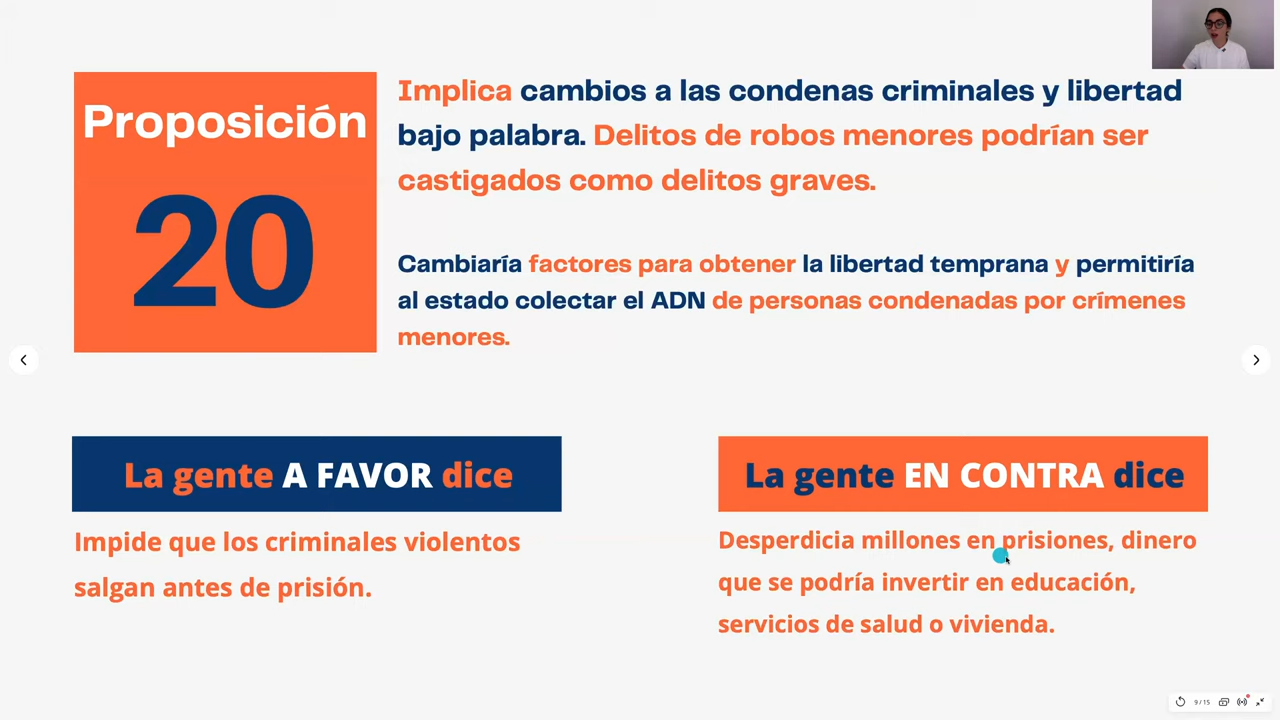 Proposición
20
Implica cambios a las condenas criminales y libertad
bajo palabra. Delitos de robos menores podrían ser
castigados como delitos graves.
Cambiaría factores para obtener la libertad temprana y permitiría
al estado colectar el ADN de personas condenadas por crímenes
menores.
La gente A FAVOR dice
Impide que los criminales violentos
salgan antes de prisión.
La gente EN CONTRA dice
Desperdicia millones en prisiones, dinero
que se podría invertir en educación,
servicios de salud o vivienda.
9 / 15